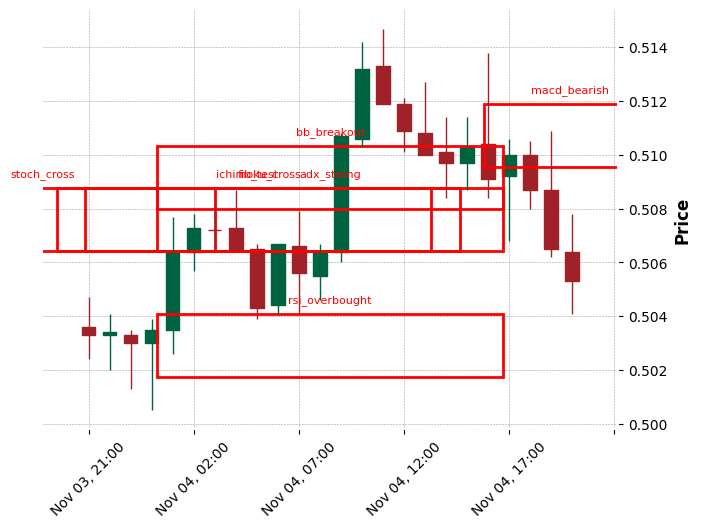 0.514
macd_bearish
0.512
bb_breakout
0.510
stoch_cross
adx_strong
0.508
Price
0.506
rsi_overbought
0.504
0.502
0.500
Nov 03, 21:00
Nov 04, 02:00
Nov 04, 07:00
Nov 04, 12:00
Nov 04, 17:00